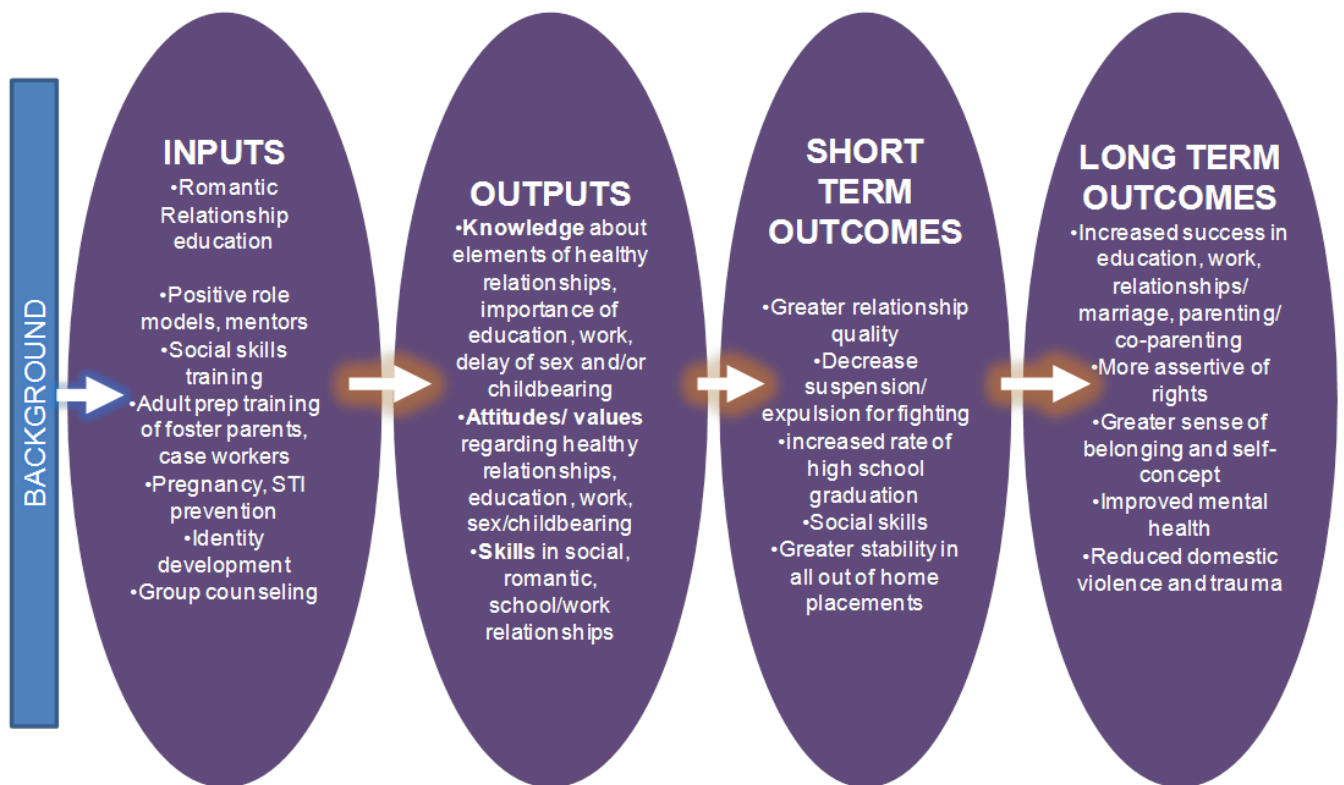 BACKGROUND
INPUTS
•Romantic
Relationship
education
•Positive role
models, mentors
•Social skills
training
•Adult prep training
of foster parents,
case workers
•Pregnancy, STI
prevention
•Identity
development
•Group counseling
OUTPUTS
•Knowledge about
elements of healthy
relationships,
importance of
education, work,
delay of sex and/or
childbearing
•Attitudes/ values
regarding healthy
relationships,
education, work,
sex/childbearing
•Skills in social,
romantic,
school/work
relationships
SHORT
TERM
OUTCOMES
•Greater relationship
quality
•Decrease
suspension/
expulsion for fighting
•increased rate of
high school
graduation
•Social skills
•Greater stability in
all out of home
placements
LONG TERM
OUTCOMES
•Increased success in
education, work,
relationships/
marriage, parenting/
co-parenting
•More assertive of
rights
•Greater sense of
belonging and self-
concept
•Improved mental
health
•Reduced domestic
violence and trauma